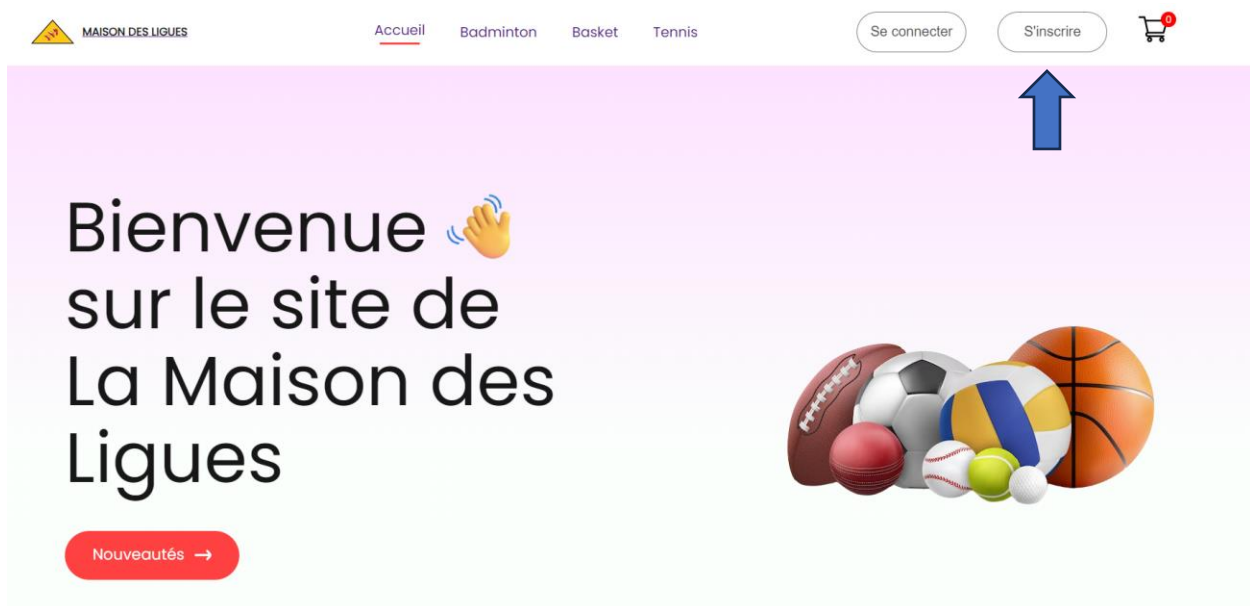 MAISON DES LIGUES
Accueil
Badminton
Basket
Tennis
Se connecter
S'inscrire
0
Bienvenue 👋
sur le site de
La Maison des
Ligues
Nouveautés →